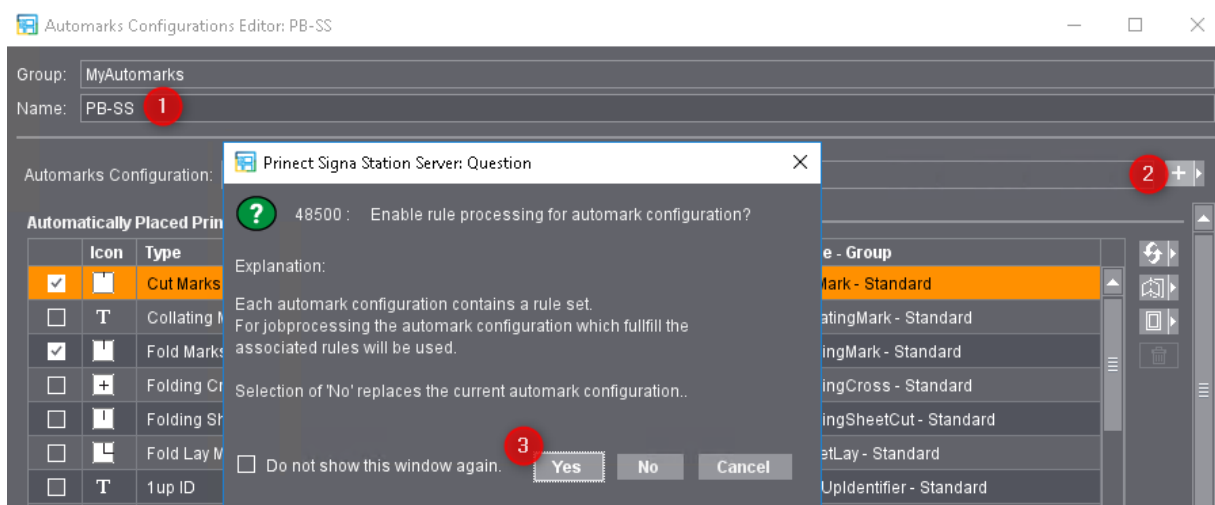 Automarks Configurations Editor: PB-SS
Group: MyAutomarks
Name: PB-SS 1
Automarks Configuration:
2 +
Prinect Signa Station Server: Question
48500 : Enable rule processing for automark configuration?
Explanation:
Each automark configuration contains a rule set.
For jobprocessing the automark configuration which fullfill the
associated rules will be used.
Selection of 'No' replaces the current automark configuration..
3
Do not show this window again. Yes No Cancel
Automatically Placed Prin
Icon Type e - Group
Cut Marks Mark - Standard
T Collating M atingMark - Standard
Fold Marks ingMark - Standard
Folding Cr ingCross - Standard
Folding Sh ingSheetCut - Standard
Fold Lay M etLay - Standard
T 1up ID UpIdentifier - Standard